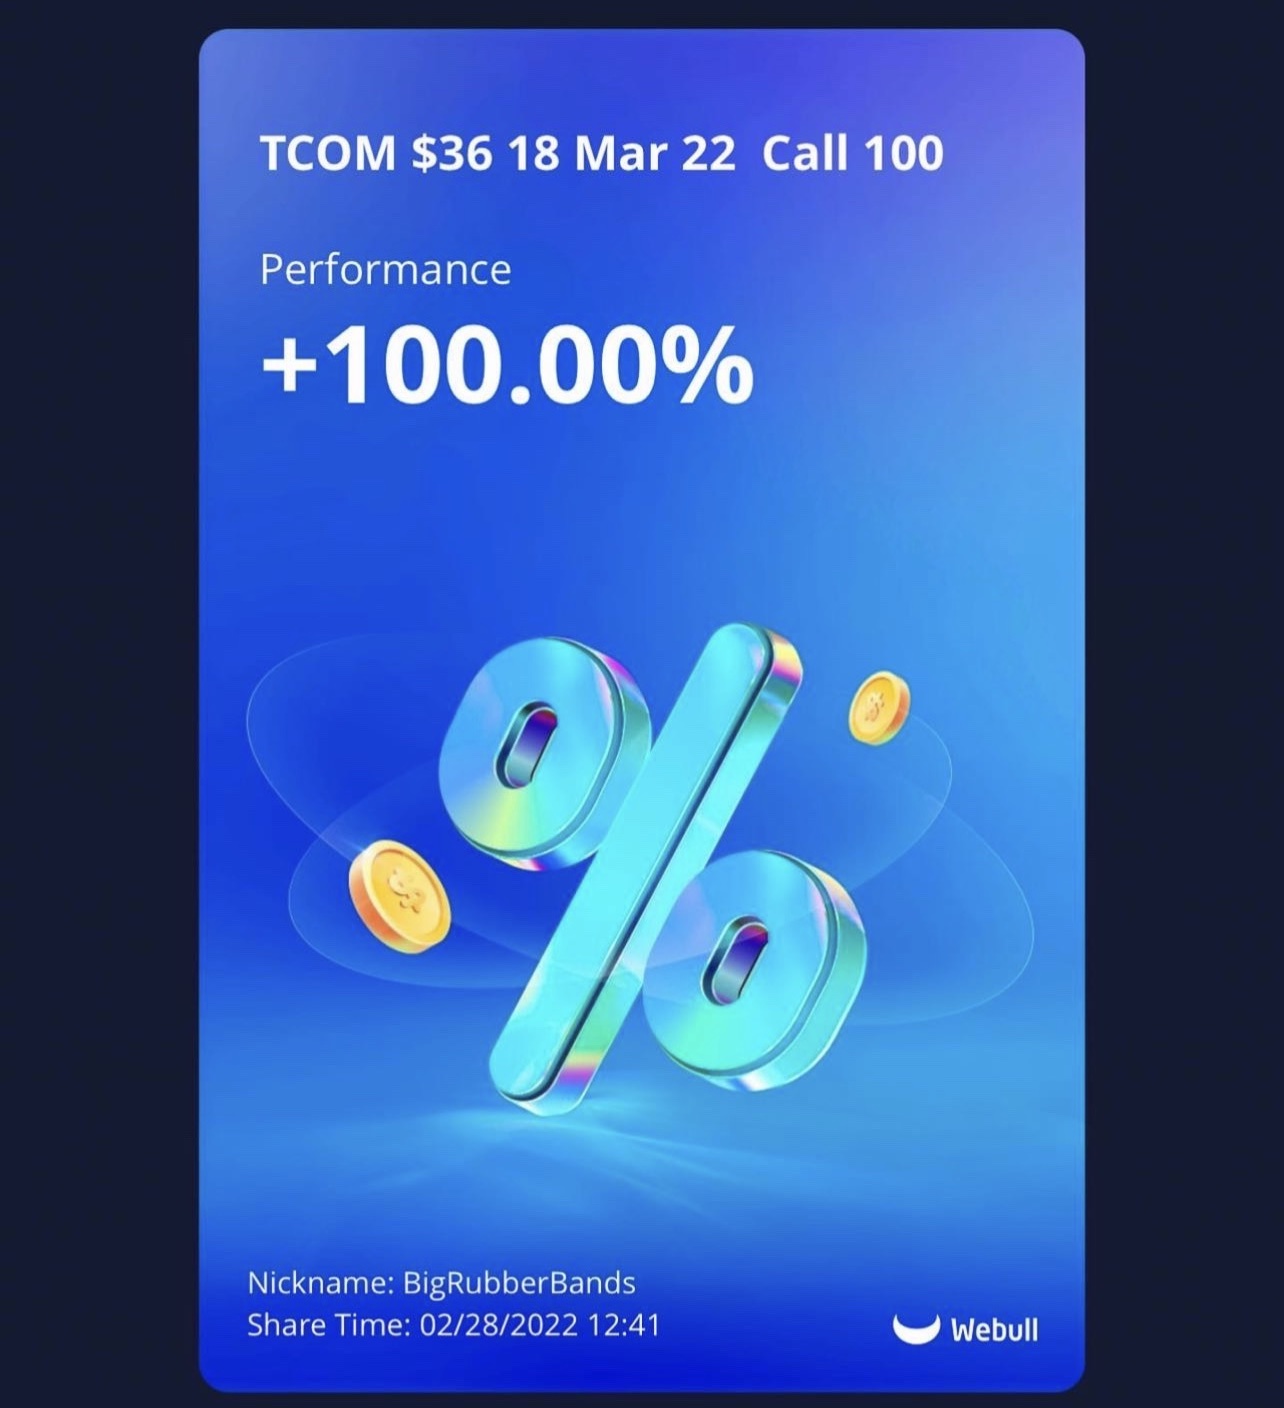 TCOM $36 18 Mar 22  Call 100
Performance
+100.00%
Nickname: BigRubberBands
Share Time: 02/28/2022 12:41
Webull